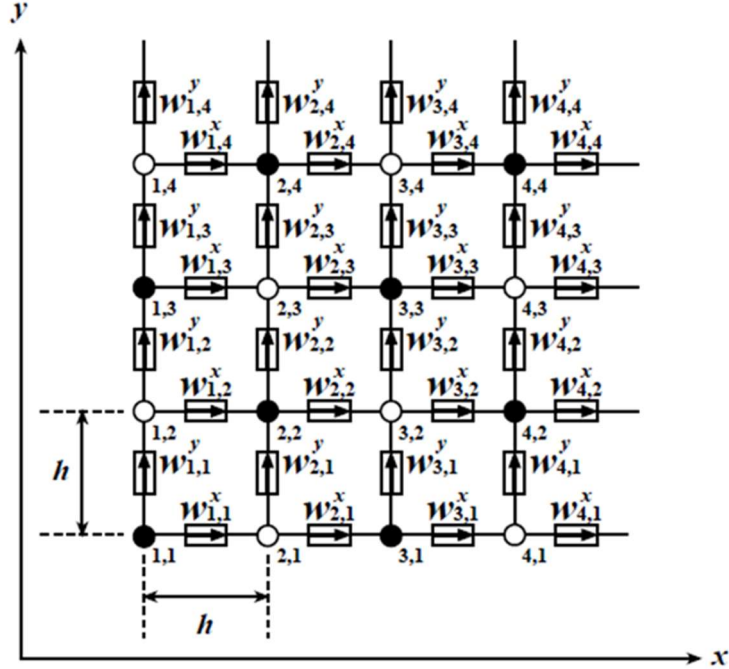 y
w^y_{1,4} w^y_{2,4} w^y_{3,4} w^y_{4,4}
w^x_{1,4} w^x_{2,4} w^x_{3,4} w^x_{4,4}
1,4 2,4 3,4 4,4
w^y_{1,3} w^y_{2,3} w^y_{3,3} w^y_{4,3}
w^x_{1,3} w^x_{2,3} w^x_{3,3} w^x_{4,3}
1,3 2,3 3,3 4,3
w^y_{1,2} w^y_{2,2} w^y_{3,2} w^y_{4,2}
w^x_{1,2} w^x_{2,2} w^x_{3,2} w^x_{4,2}
1,2 2,2 3,2 4,2
h
w^y_{1,1} w^y_{2,1} w^y_{3,1} w^y_{4,1}
w^x_{1,1} w^x_{2,1} w^x_{3,1} w^x_{4,1}
1,1 2,1 3,1 4,1
h
x